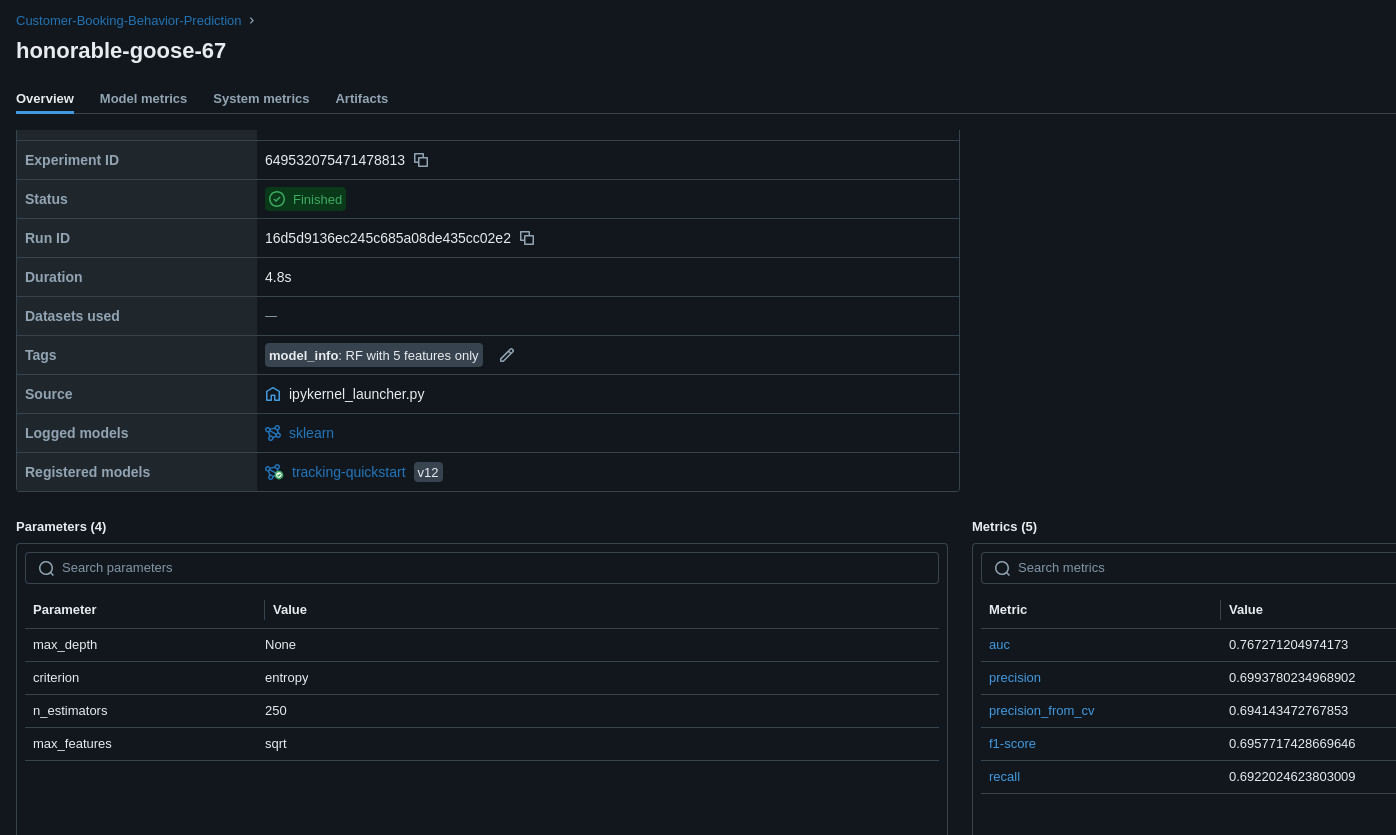 Customer-Booking-Behavior-Prediction
honorable-goose-67
Overview Model metrics System metrics Artifacts
Experiment ID 649532075471478813
Status Finished
Run ID 16d5d9136ec245c685a08de435cc02e2
Duration 4.8s
Datasets used —
Tags model_info: RF with 5 features only
Source ipykernel_launcher.py
Logged models sklearn
Registered models tracking-quickstart v12
Parameters (4)
Search parameters
Parameter Value
max_depth None
criterion entropy
n_estimators 250
max_features sqrt
Metrics (5)
Search metrics
Metric Value
auc 0.767271204974173
precision 0.6993780234968902
precision_from_cv 0.694143472767853
f1-score 0.6957717428669646
recall 0.6922024623803009